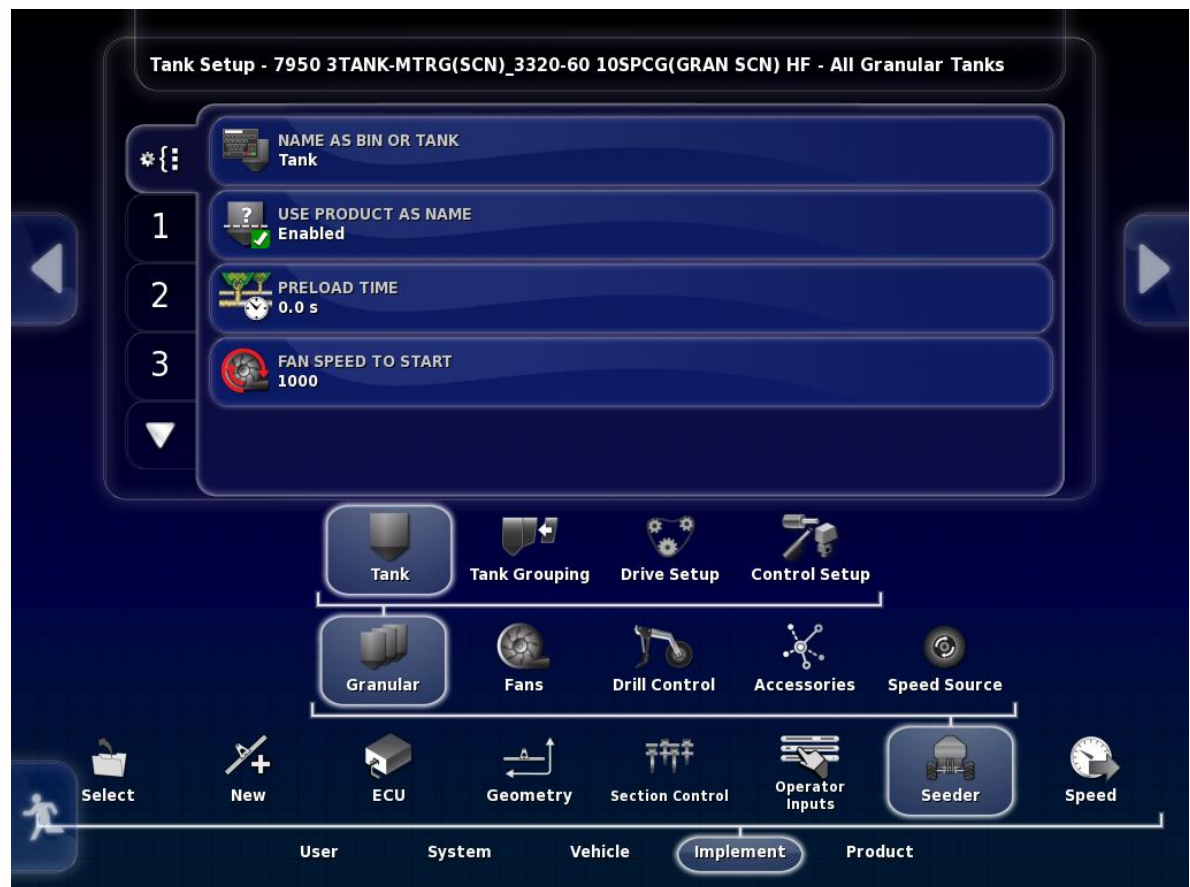 Tank Setup - 7950 3TANK-MTRG(SCN)_3320-60 10SPCG(GRAN SCN) HF - All Granular Tanks
NAME AS BIN OR TANK
Tank
1
USE PRODUCT AS NAME
Enabled
2
PRELOAD TIME
0.0 s
3
FAN SPEED TO START
1000
Tank
Tank Grouping
Drive Setup
Control Setup
Granular
Fans
Drill Control
Accessories
Speed Source
Select
New
ECU
Geometry
Section Control
Operator
Inputs
Seeder
Speed
User
System
Vehicle
Implement
Product